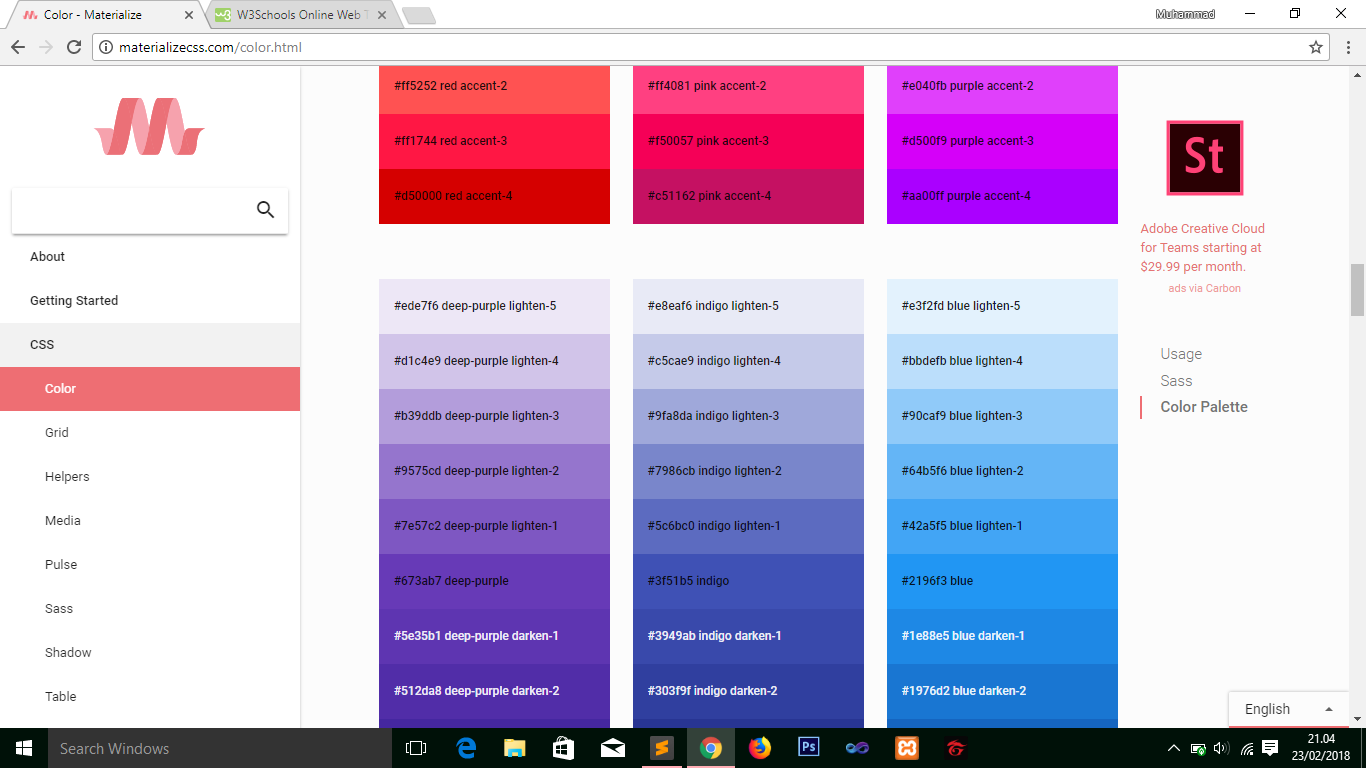 Color - Materialize
W3Schools Online Web T
Muhammad
materializecss.com/color.html
About
Getting Started
CSS
Color
Grid
Helpers
Media
Pulse
Sass
Shadow
Table
#ff5252 red accent-2
#ff1744 red accent-3
#d50000 red accent-4
#ff4081 pink accent-2
#f50057 pink accent-3
#c51162 pink accent-4
#e040fb purple accent-2
#d500f9 purple accent-3
#aa00ff purple accent-4
#ede7f6 deep-purple lighten-5
#d1c4e9 deep-purple lighten-4
#b39ddb deep-purple lighten-3
#9575cd deep-purple lighten-2
#7e57c2 deep-purple lighten-1
#673ab7 deep-purple
#5e35b1 deep-purple darken-1
#512da8 deep-purple darken-2
#e8eaf6 indigo lighten-5
#c5cae9 indigo lighten-4
#9fa8da indigo lighten-3
#7986cb indigo lighten-2
#5c6bc0 indigo lighten-1
#3f51b5 indigo
#3949ab indigo darken-1
#303f9f indigo darken-2
#e3f2fd blue lighten-5
#bbdefb blue lighten-4
#90caf9 blue lighten-3
#64b5f6 blue lighten-2
#42a5f5 blue lighten-1
#2196f3 blue
#1e88e5 blue darken-1
#1976d2 blue darken-2
St
Adobe Creative Cloud
for Teams starting at
$29.99 per month.
ads via Carbon
Usage
Sass
Color Palette
English
Search Windows
Ps
21.04
23/02/2018